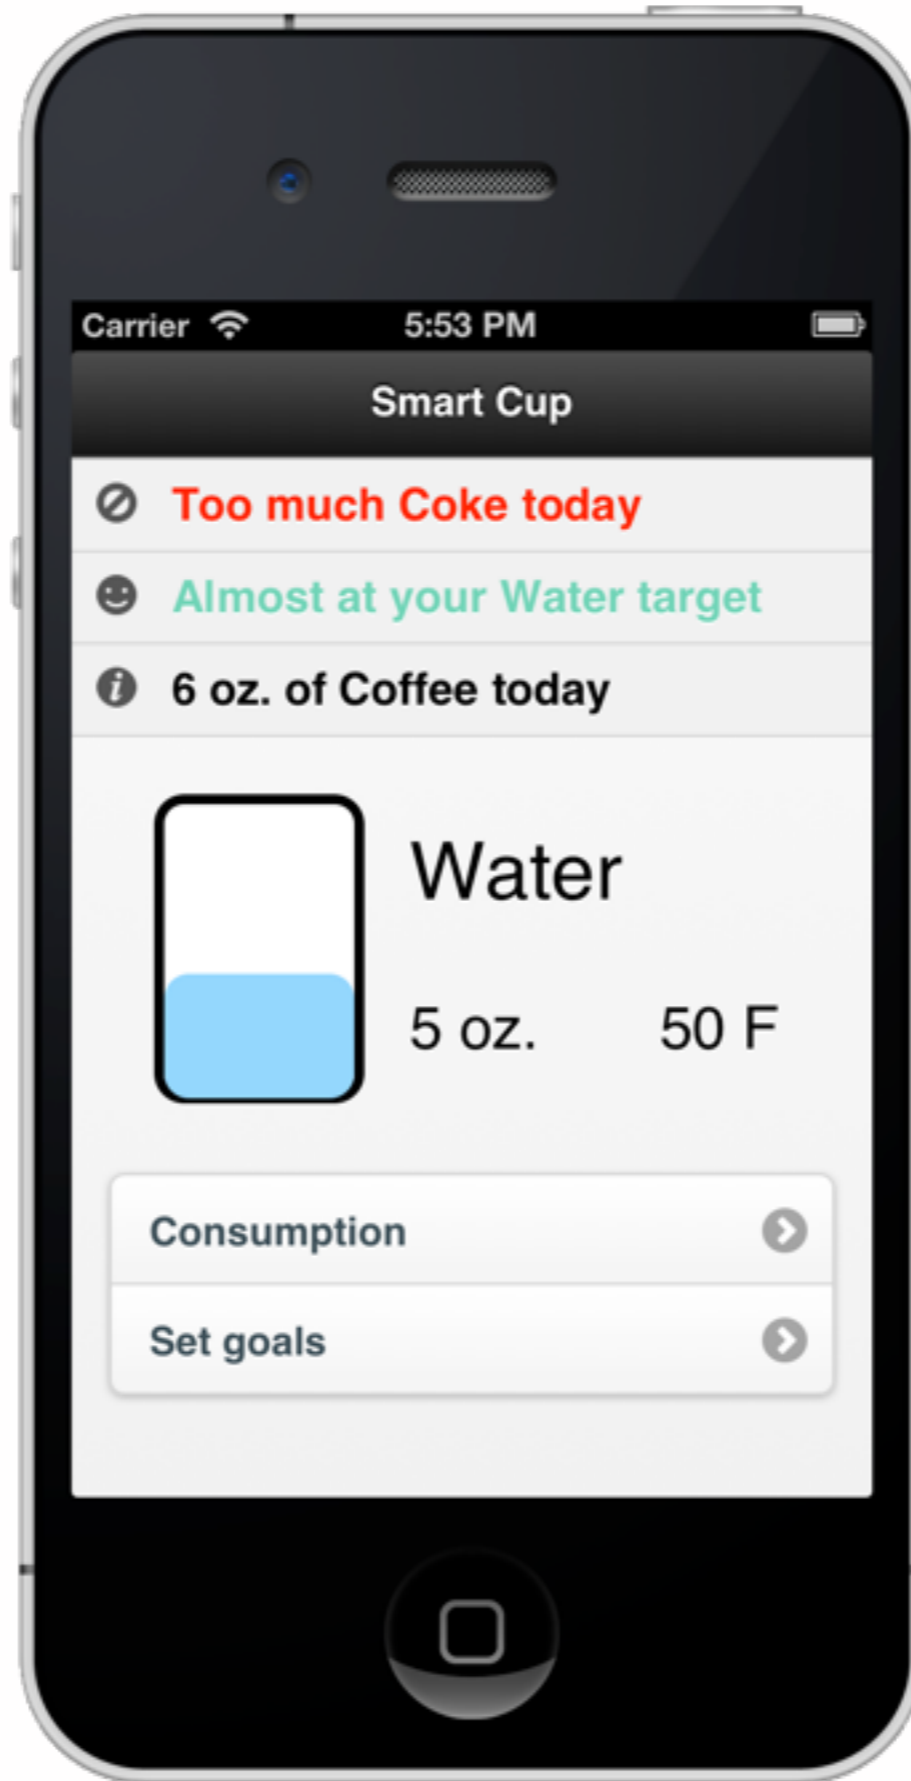 Carrier 5:53 PM
Smart Cup
Too much Coke today
Almost at your Water target
6 oz. of Coffee today
Water
5 oz. 50 F
Consumption
Set goals